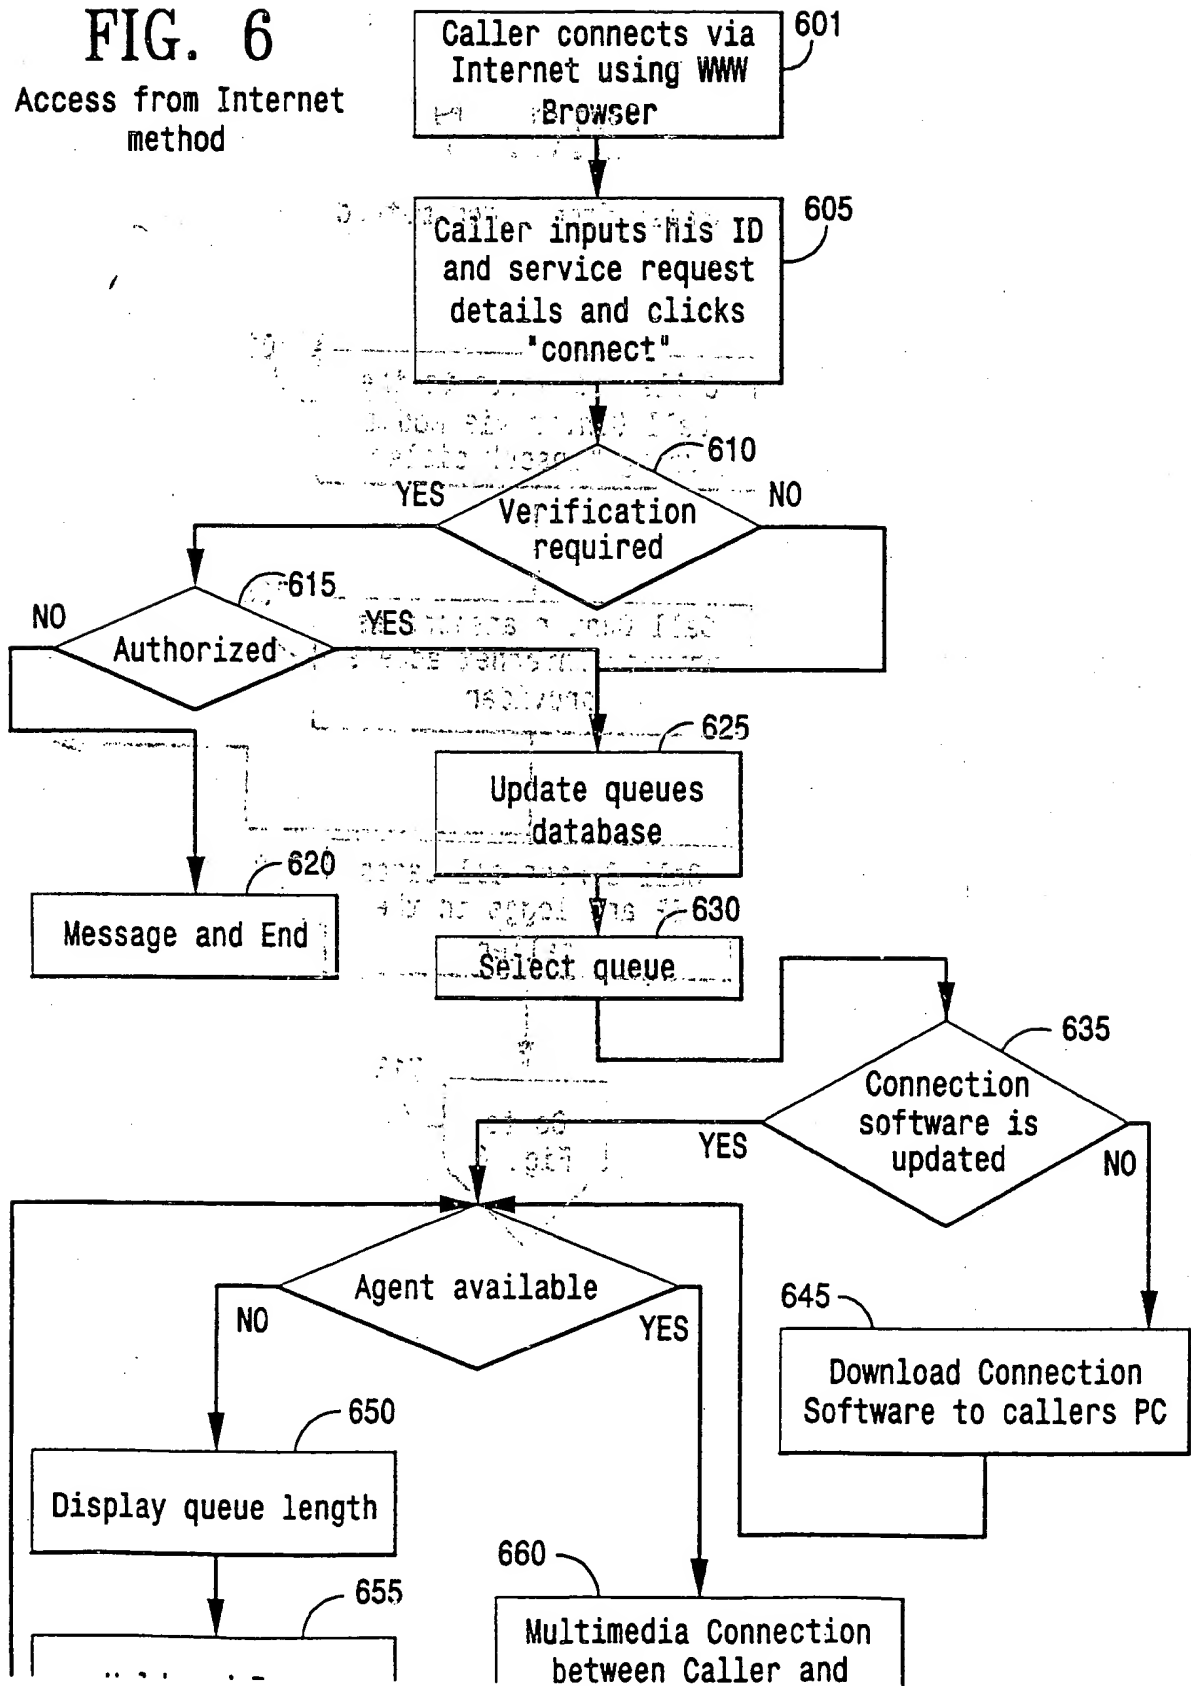 FIG. 6
Access from Internet
method
Caller connects via
Internet using WWW
Browser
601
Caller inputs his ID
and service request
details and clicks
"connect"
605
610
YES
NO
Verification
required
615
NO
YES
Authorized
625
Update queues
database
620
Message and End
630
Select queue
635
Connection
software is
updated
YES
NO
Agent available
NO
YES
645
Download Connection
Software to callers PC
650
Display queue length
655
660
Multimedia Connection
between Caller and